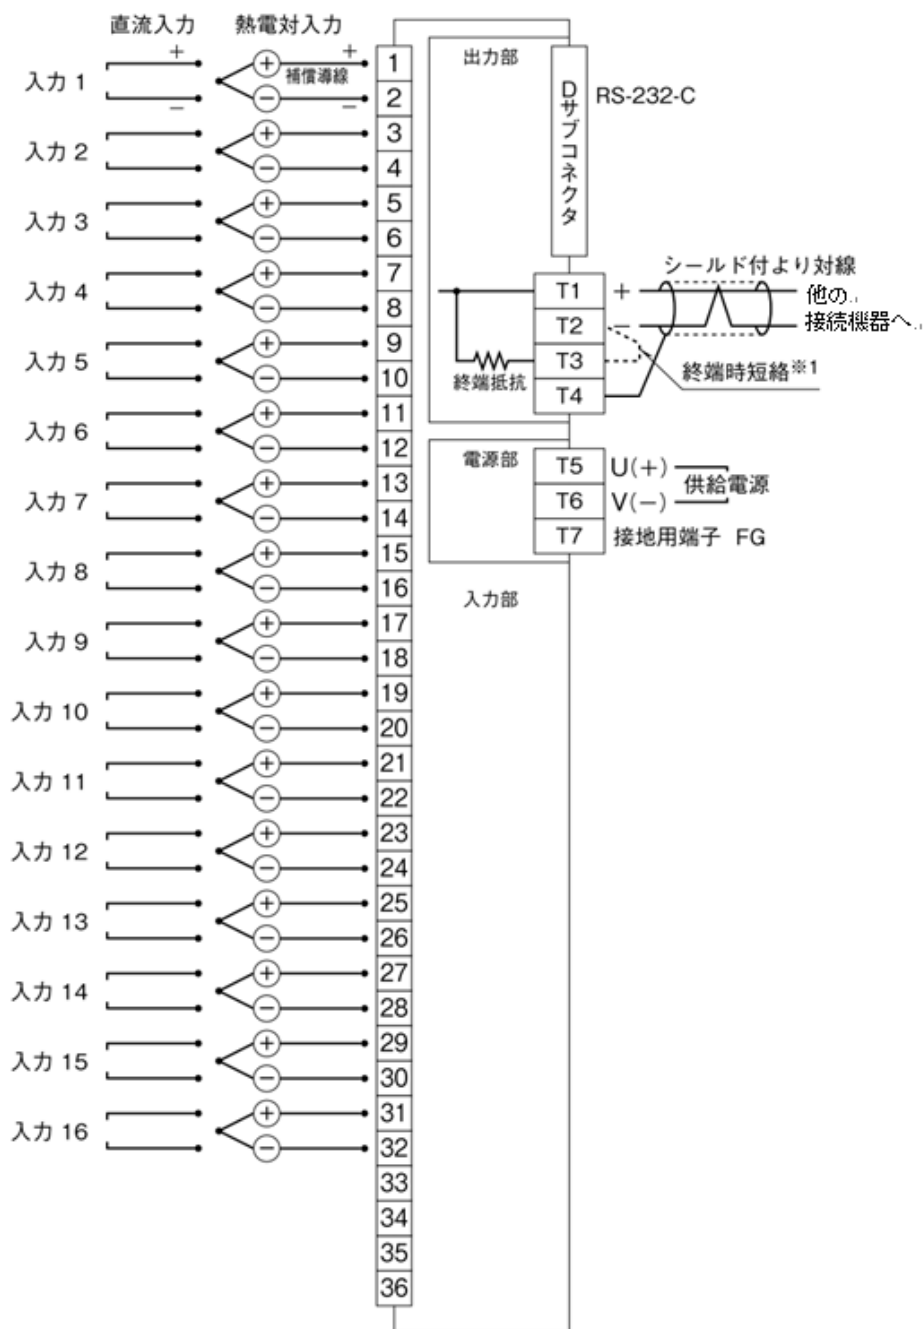 直流入力 熱電対入力
入力 1 + − + 補償導線 + − − 1 2
入力 2 + − 3 4
入力 3 + − 5 6
入力 4 + − 7 8
入力 5 + − 9 10
入力 6 + − 11 12
入力 7 + − 13 14
入力 8 + − 15 16
入力 9 + − 17 18
入力 10 + − 19 20
入力 11 + − 21 22
入力 12 + − 23 24
入力 13 + − 25 26
入力 14 + − 27 28
入力 15 + − 29 30
入力 16 + − 31 32
33
34
35
36
出力部
Dサブコネクタ
RS-232-C
シールド付より対線
T1 +
T2 −
T3
T4
他の
接続機器へ
終端抵抗
終端時短絡※1
電源部
T5 U(+)
T6 V(−)
供給電源
T7 接地用端子 FG
入力部